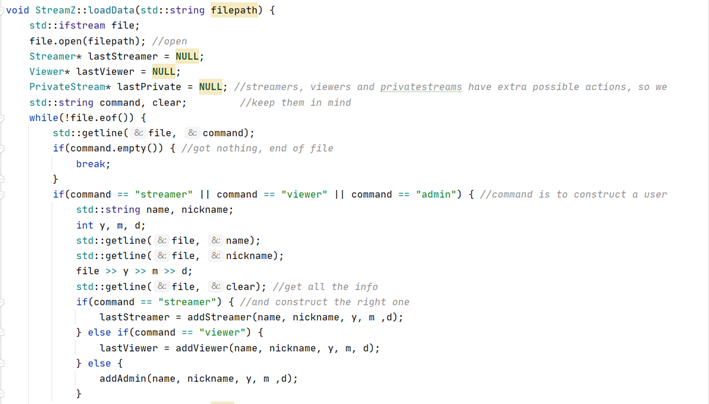 void StreamZ::loadData(std::string filepath) {
    std::ifstream file;
    file.open(filepath); //open
    Streamer* lastStreamer = NULL;
    Viewer* lastViewer = NULL;
    PrivateStream* lastPrivate = NULL; //streamers, viewers and privatestreams have extra possible actions, so we
    std::string command, clear;         //keep them in mind
    while(!file.eof()) {
        std::getline( &: file, &: command);
        if(command.empty()) { //got nothing, end of file
            break;
        }
        if(command == "streamer" || command == "viewer" || command == "admin") { //command is to construct a user
            std::string name, nickname;
            int y, m, d;
            std::getline( &: file, &: name);
            std::getline( &: file, &: nickname);
            file >> y >> m >> d;
            std::getline( &: file, &: clear); //get all the info
            if(command == "streamer") { //and construct the right one
                lastStreamer = addStreamer(name, nickname, y, m ,d);
            } else if(command == "viewer") {
                lastViewer = addViewer(name, nickname, y, m, d);
            } else {
                addAdmin(name, nickname, y, m ,d);
            }